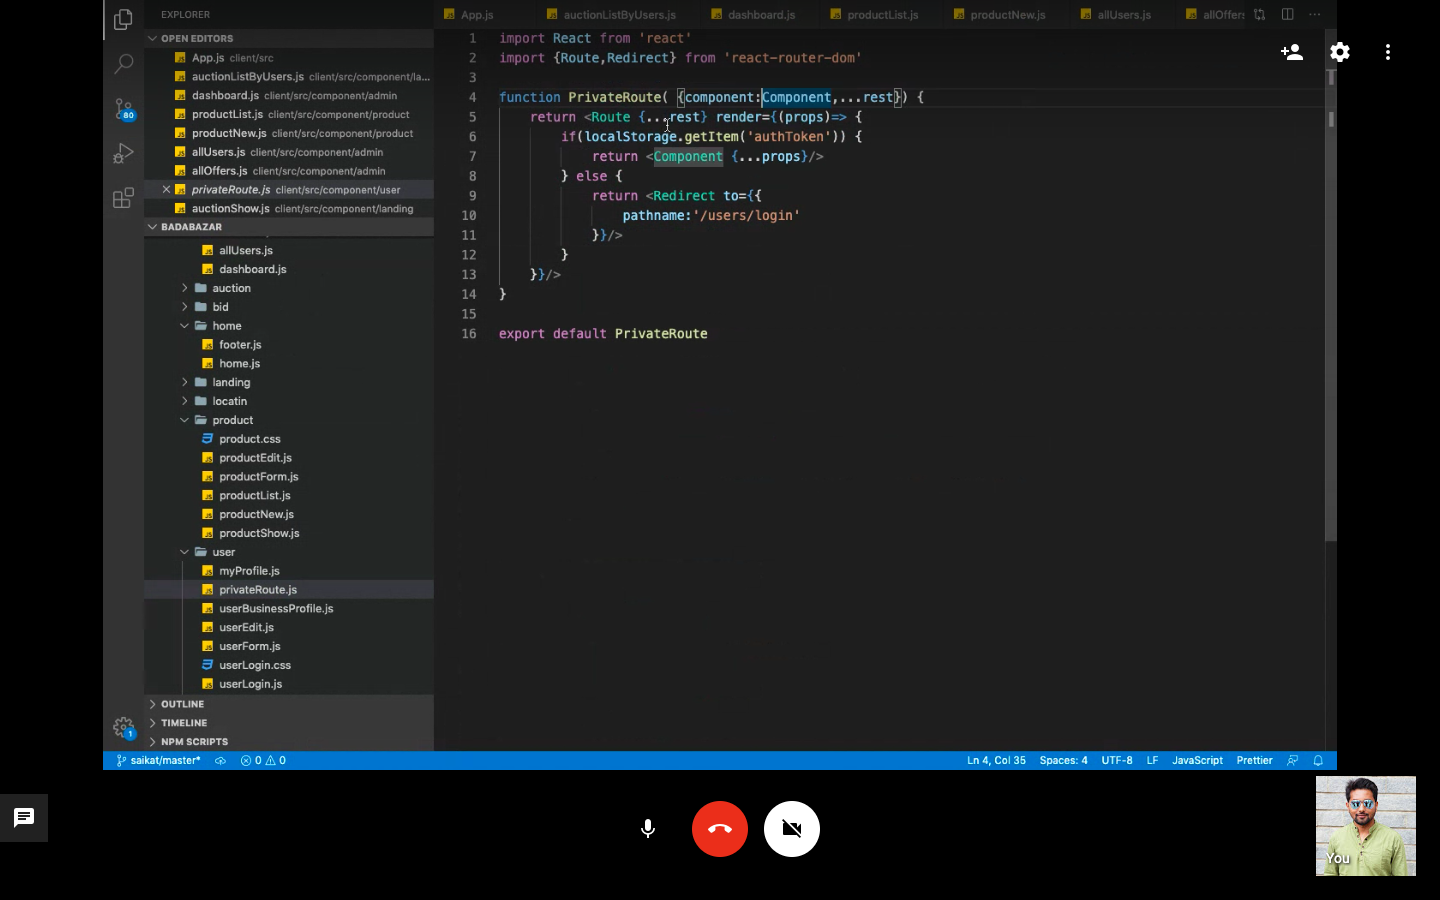 EXPLORER
OPEN EDITORS
App.js client/src
auctionListByUsers.js client/src/component/la...
dashboard.js client/src/component/admin
productList.js client/src/component/product
productNew.js client/src/component/product
allUsers.js client/src/component/admin
allOffers.js client/src/component/admin
privateRoute.js client/src/component/user
auctionShow.js client/src/component/landing
BADABAZAR
allUsers.js
dashboard.js
auction
bid
home
footer.js
home.js
landing
locatin
product
product.css
productEdit.js
productForm.js
productList.js
productNew.js
productShow.js
user
myProfile.js
privateRoute.js
userBusinessProfile.js
userEdit.js
userForm.js
userLogin.css
userLogin.js
OUTLINE
TIMELINE
NPM SCRIPTS
80
1
App.js auctionListByUsers.js dashboard.js productList.js productNew.js allUsers.js allOffers
1 import React from 'react'
2 import {Route,Redirect} from 'react-router-dom'
3
4 function PrivateRoute( {component:Component,...rest}) {
5 return <Route {...rest} render={(props)=> {
6 if(localStorage.getItem('authToken')) {
7 return <Component {...props}/>
8 } else {
9 return <Redirect to={{
10 pathname:'/users/login'
11 }}/>
12 }
13 }}/>
14 }
15
16 export default PrivateRoute
saikat/master* 0 0 Ln 4, Col 35 Spaces: 4 UTF-8 LF JavaScript Prettier
You